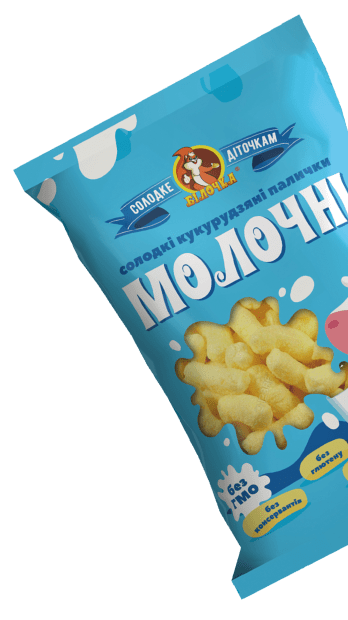 СОЛОДКЕ ДІТОЧКАМ
БІЛОЧКА
солодкі кукурудзяні палички
МОЛОЧНІ
без ГМО
без глютену
без консервантів